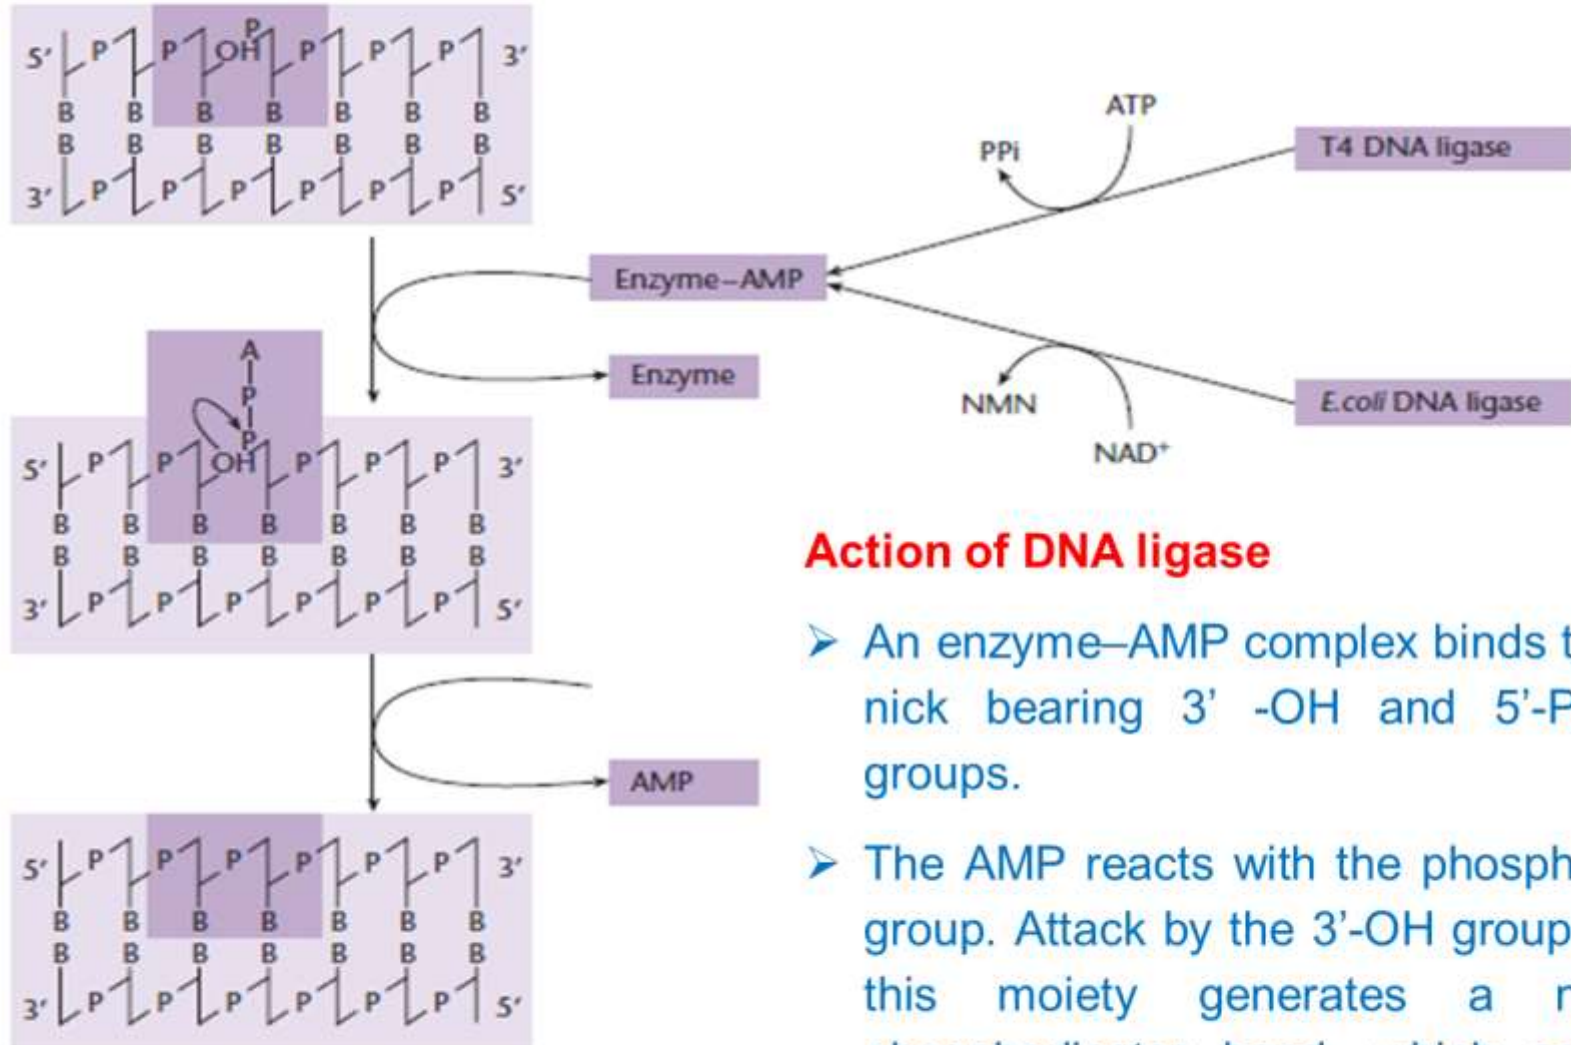 5′ P P OH P P P P 3′
B B B B B B B
B B B B B B B
3′ P P P P P P 5′
ATP
PPi
T4 DNA ligase
Enzyme–AMP
Enzyme
NMN
NAD⁺
E.coli DNA ligase
A
P
P
5′ P P OH P P P 3′
B B B B B B B
B B B B B B B
3′ P P P P P P 5′
AMP
5′ P P P P P P 3′
B B B B B B B
B B B B B B B
3′ P P P P P P 5′
Action of DNA ligase
➢ An enzyme–AMP complex binds
nick bearing 3’ -OH and 5’-P
groups.
➢ The AMP reacts with the
group. Attack by the 3’-OH group
this moiety generates a